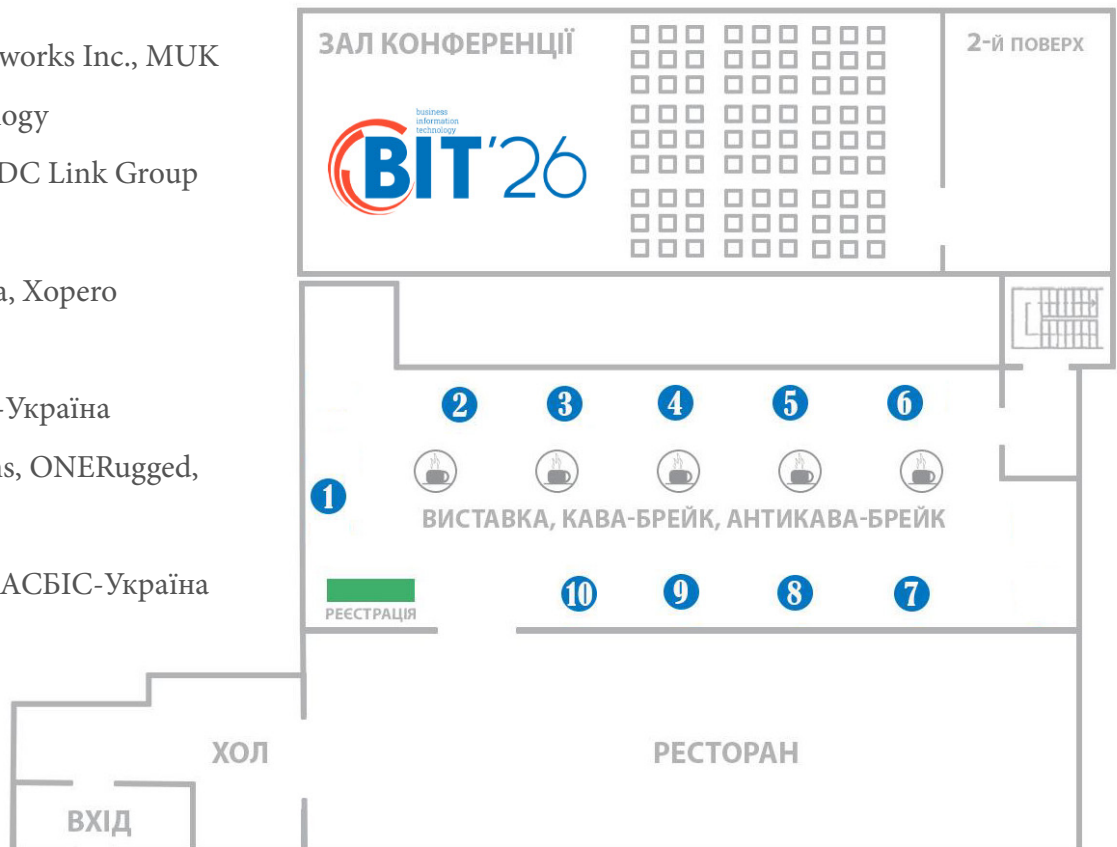 works Inc., MUK
ogy
DC Link Group
a, Xopero
-Україна
ns, ONERugged,
АСБІС-Україна
ЗАЛ КОНФЕРЕНЦІЇ
2-й ПОВЕРХ
business
information
technology
BIT'26
2 3 4 5 6
1
ВИСТАВКА, КАВА-БРЕЙК, АНТИКАВА-БРЕЙК
10 9 8 7
РЕЄСТРАЦІЯ
ХОЛ
РЕСТОРАН
ВХІД